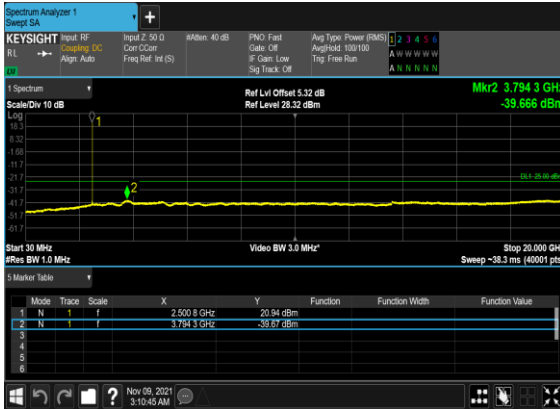 Spectrum Analyzer 1
Swept SA
+
KEYSIGHT Input: RF Input Z: 50 Ω #Atten: 40 dB PNO: Fast Avg Type: Power (RMS) 1 2 3 4 5 6
RL Coupling: DC Corr CCorr Gate: Off Avg|Hold: 100/100 A W W W W W
Align: Auto Freq Ref: Int (S) IF Gain: Low Trig: Free Run
Sig Track: Off A N N N N N
1 Spectrum Ref Lvl Offset 5.32 dB Mkr2 3.794 3 GHz
Scale/Div 10 dB Ref Level 28.32 dBm -39.666 dBm
Log
18.3
8.32
-1.68
-11.7
-21.7
-31.7
-41.7
-51.7
-61.7
1
2
DL1 -25.00 dBm
Start 30 MHz Video BW 3.0 MHz* Stop 20.000 GHz
#Res BW 1.0 MHz Sweep ~38.3 ms (40001 pts)
5 Marker Table
Mode Trace Scale X Y Function Function Width Function Value
1 N 1 f 2.500 8 GHz 20.94 dBm
2 N 1 f 3.794 3 GHz -39.67 dBm
3
4
5
6
? Nov 09, 2021
3:10:45 AM